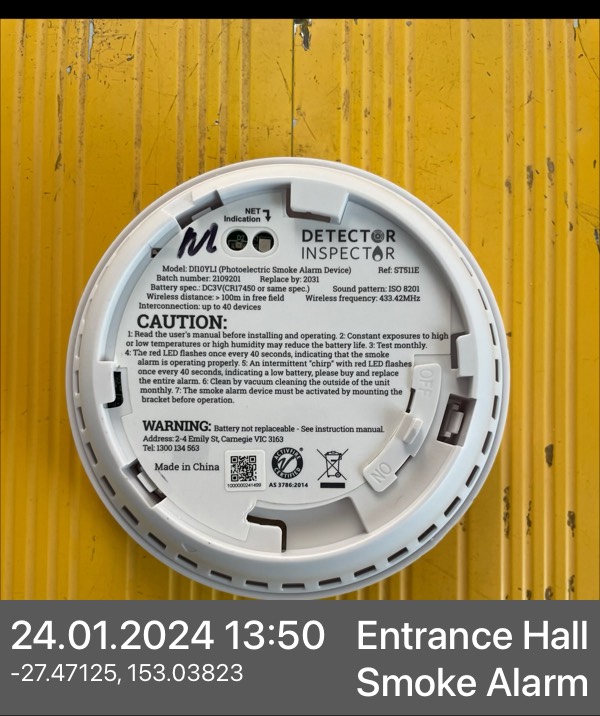 NET
Indication
M
DETECTOR
INSPECTOR
Model: DI10YLI (Photoelectric Smoke Alarm Device) Ref: ST511E
Batch number: 2109201 Replace by: 2031
Battery spec.: DC3V(CR17450 or same spec.) Sound pattern: ISO 8201
Wireless distance: > 100m in free field Wireless frequency: 433.42MHz
Interconnection: up to 40 devices
CAUTION:
1: Read the user's manual before installing and operating. 2: Constant exposures to high
or low temperatures or high humidity may reduce the battery life. 3: Test monthly.
4: The red LED flashes once every 40 seconds, indicating that the smoke
alarm is operating properly. 5: An intermittent "chirp" with red LED flashes
once every 40 seconds, indicating a low battery, please buy and replace
the entire alarm. 6: Clean by vacuum cleaning the outside of the unit
monthly. 7: The smoke alarm device must be activated by mounting the
bracket before operation.
OFF
WARNING: Battery not replaceable - See instruction manual.
Address: 2-4 Emily St, Carnegie VIC 3163
Tel: 1300 134 563
ON
Made in China
ACTIVFIRE
CERTIFIED
1000000241499
AS 3786:2014
24.01.2024 13:50
-27.47125, 153.03823
Entrance Hall
Smoke Alarm